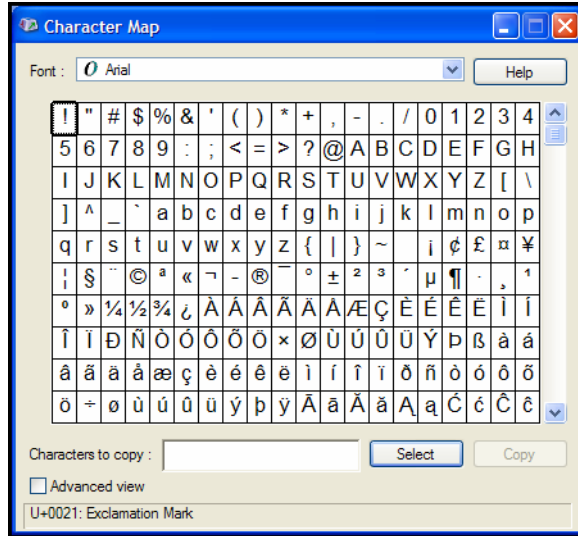 Character Map
Font : O Arial Help
! " # $ % & ' ( ) * + , - . / 0 1 2 3 4
5 6 7 8 9 : ; < = > ? @ A B C D E F G H
I J K L M N O P Q R S T U V W X Y Z [ \
] ^ _ ` a b c d e f g h i j k l m n o p
q r s t u v w x y z { | } ~ ¡ ¢ £ ¤ ¥
¦ § ¨ © ª « ¬ - ® ¯ ° ± ² ³ ´ µ ¶ · ¸ ¹
º » ¼ ½ ¾ ¿ À Á Â Ã Ä Å Æ Ç È É Ê Ë Ì Í
Î Ï Ð Ñ Ò Ó Ô Õ Ö × Ø Ù Ú Û Ü Ý Þ ß à á
â ã ä å æ ç è é ê ë ì í î ï ð ñ ò ó ô õ
ö ÷ ø ù ú û ü ý þ ÿ Ā ā Ă ă Ą ą Ć ć Ĉ ĉ
Characters to copy : Select Copy
Advanced view
U+0021: Exclamation Mark